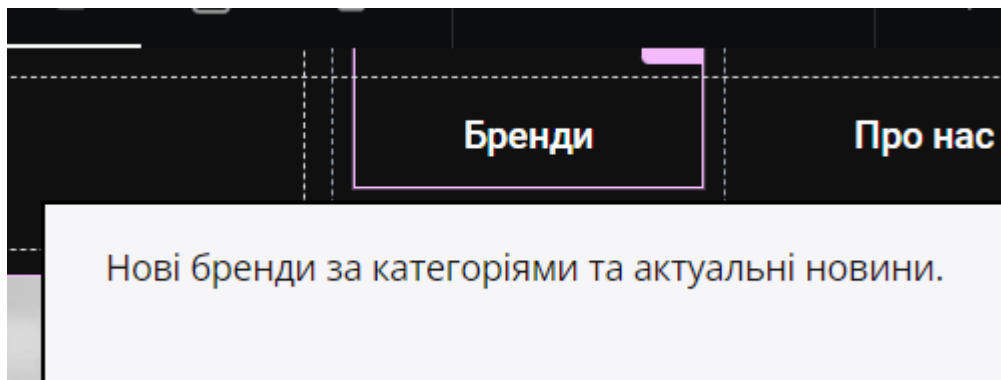 Бренди Про нас
Нові бренди за категоріями та актуальні новини.